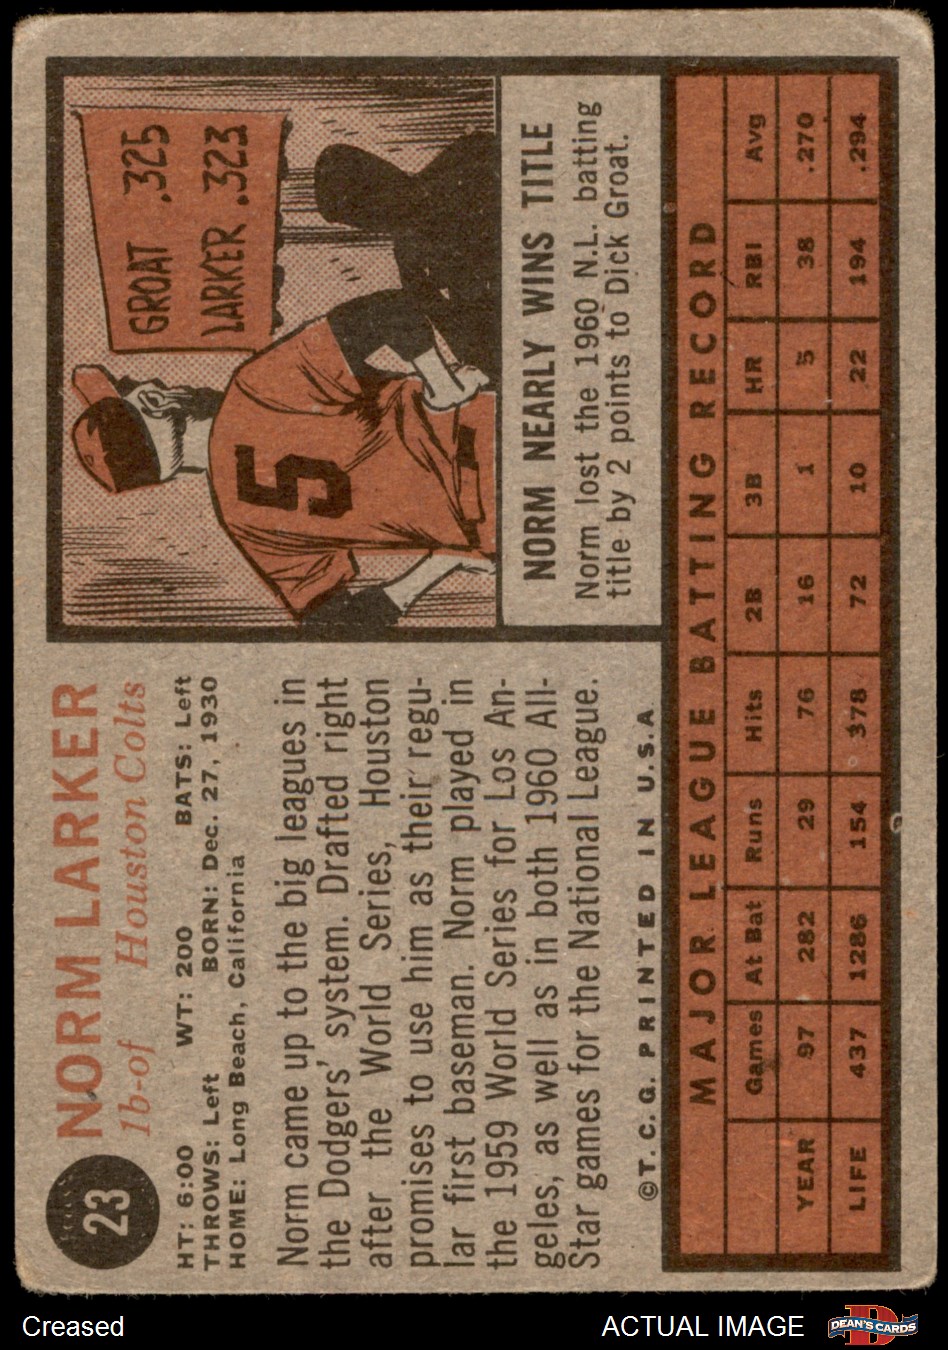 23
NORM LARKER
1b-of Houston Colts
HT: 6:00 WT: 200 BATS: Left
THROWS: Left BORN: Dec. 27, 1930
HOME: Long Beach, California
Norm came up to the big leagues in
the Dodgers' system. Drafted right
after the World Series, Houston
promises to use him as their regu-
lar first baseman. Norm played in
the 1959 World Series for Los An-
geles, as well as in both 1960 All-
Star games for the National League.
©T. C. G. PRINTED IN U.S.A
GROAT .325
LARKER .323
5
NORM NEARLY WINS TITLE
Norm lost the 1960 N.L. batting
title by 2 points to Dick Groat.
MAJOR LEAGUE BATTING RECORD
Games At Bat Runs Hits 2B 3B HR RBI Avg
YEAR 97 282 29 76 16 1 5 38 .270
LIFE 437 1286 154 378 72 10 22 194 .294
Creased
ACTUAL IMAGE
D
DEAN'S CARDS